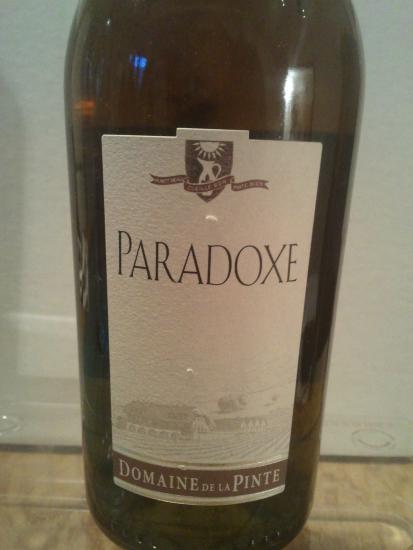 PARADOXE
DOMAINE DE LA PINTE